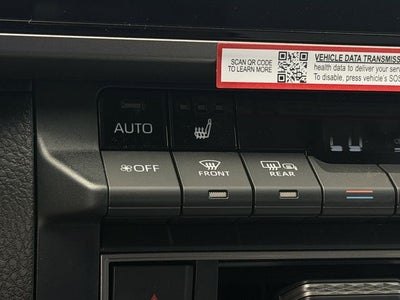 SCAN QR CODE
TO LEARN MORE
VEHICLE DATA TRANSMISS
health data to deliver your serv
To disable, press vehicle's SOS
AUTO
OFF
FRONT
REAR